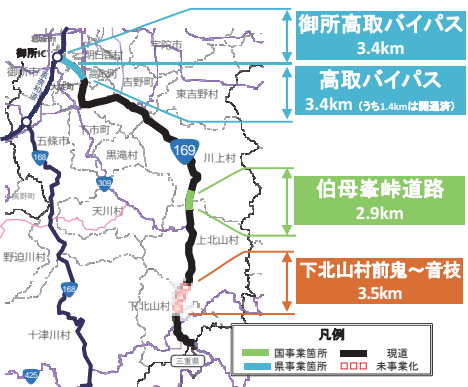 御所高取バイパス
3.4km
高取バイパス
3.4km（うち1.4kmは開通済）
伯母峯峠道路
2.9km
下北山村前鬼～音枝
3.5km
御所IC
明日香村
宇陀市
御所市
高取町
吉野町
東吉野村
下市町
五條市
黒滝村
川上村
天川村
上北山村
野迫川村
下北山村
十津川村
三重県
168
169
309
168
425
凡例
国事業箇所
現道
県事業箇所
未事業化